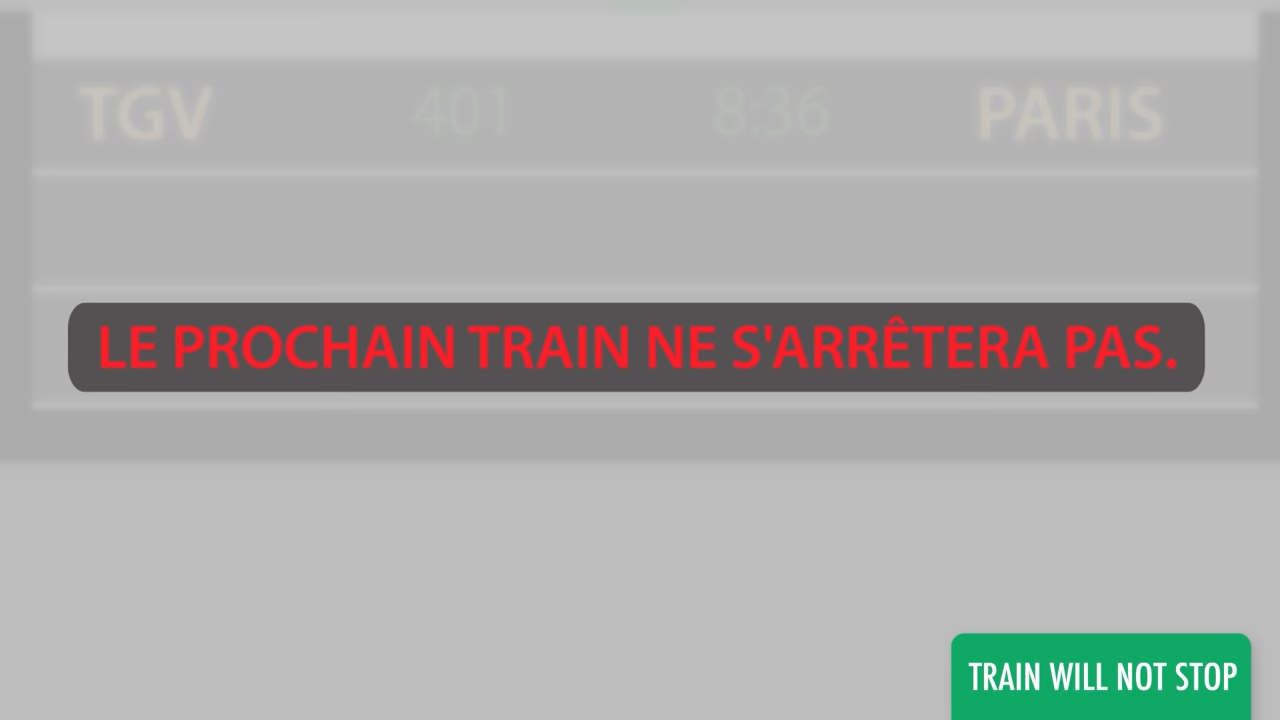 TGV 401 8:36 PARIS
LE PROCHAIN TRAIN NE S'ARRÊTERA PAS.
TRAIN WILL NOT STOP